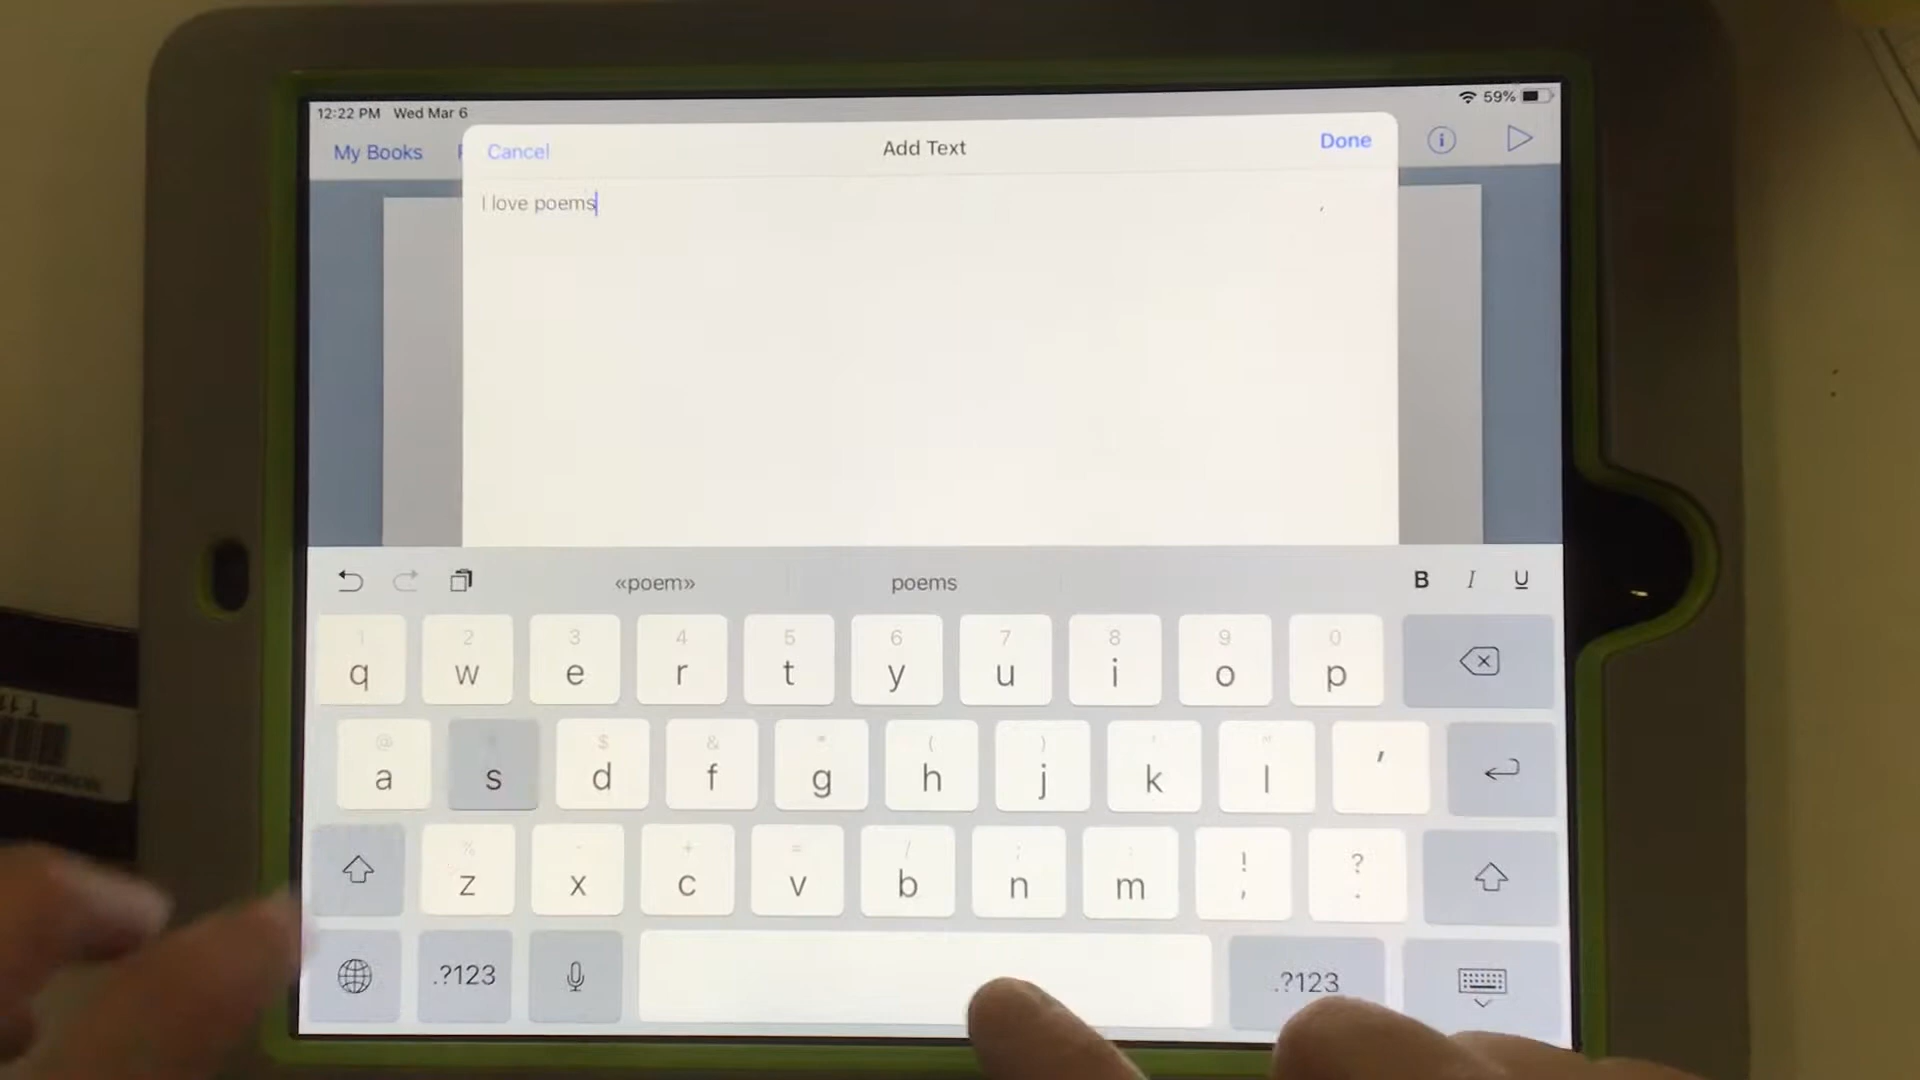 12:22 PM Wed Mar 6
59%
My Books
Cancel
Add Text
Done
I love poems
«poem»
poems
B I U
1 2 3 4 5 6 7 8 9 0
q w e r t y u i o p
@ $ & * ( ) ' "
a s d f g h j k l '
% - + = / ; : ! ?
z x c v b n m , .
.?123
.?123